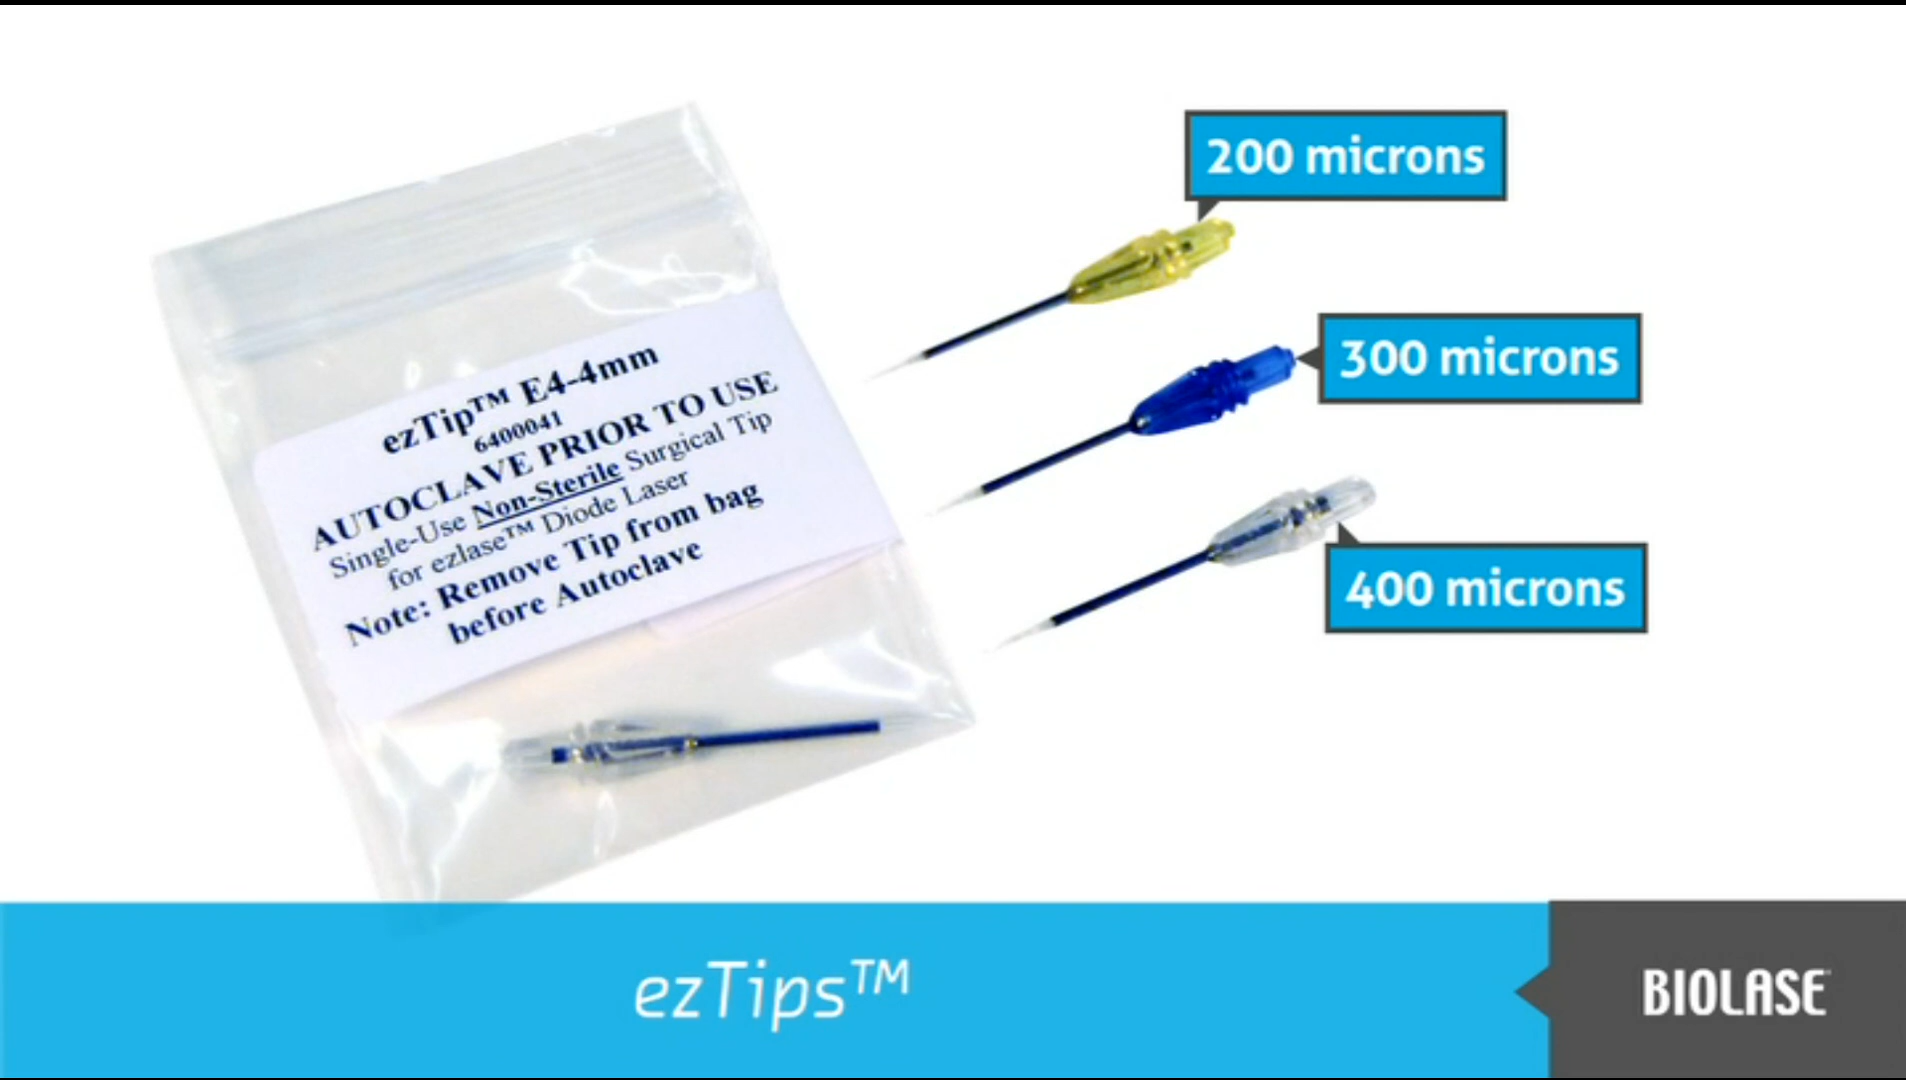 ezTip™ E4-4mm
6400041
AUTOCLAVE PRIOR TO USE
Single-Use Non-Sterile Surgical Tip
for ezlase™ Diode Laser
Note: Remove Tip from bag
before Autoclave
200 microns
300 microns
400 microns
ezTips™
BIOLASE